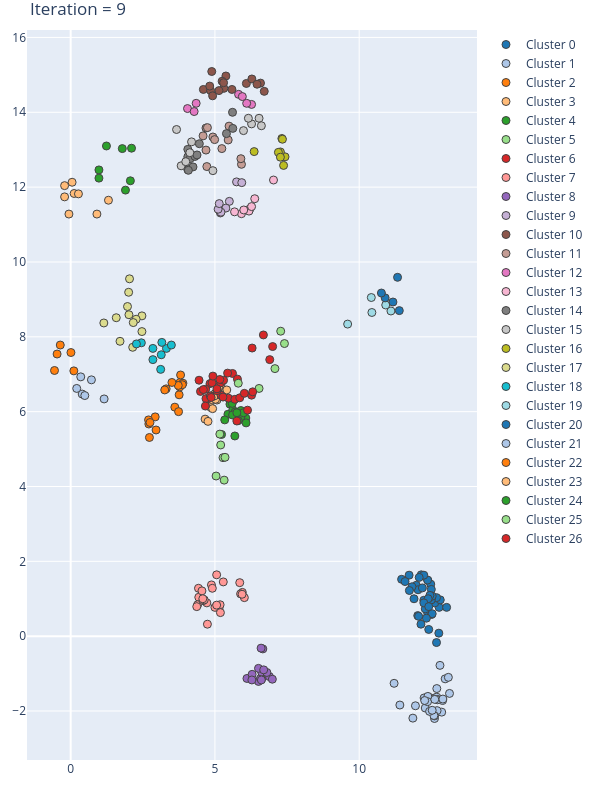 Iteration = 9
16
14
12
10
8
6
4
2
0
−2
0
5
10
Cluster 0
Cluster 1
Cluster 2
Cluster 3
Cluster 4
Cluster 5
Cluster 6
Cluster 7
Cluster 8
Cluster 9
Cluster 10
Cluster 11
Cluster 12
Cluster 13
Cluster 14
Cluster 15
Cluster 16
Cluster 17
Cluster 18
Cluster 19
Cluster 20
Cluster 21
Cluster 22
Cluster 23
Cluster 24
Cluster 25
Cluster 26